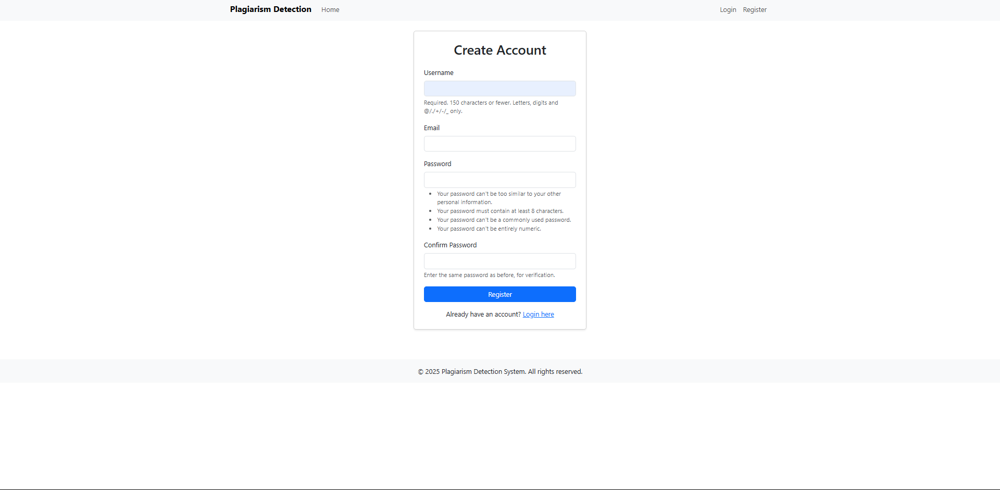 Plagiarism Detection Home Login Register
Create Account
Username
Required. 150 characters or fewer. Letters, digits and
@/./+/-/_ only.
Email
Password
Your password can't be too similar to your other
personal information.
Your password must contain at least 8 characters.
Your password can't be a commonly used password.
Your password can't be entirely numeric.
Confirm Password
Enter the same password as before, for verification.
Register
Already have an account? Login here
© 2025 Plagiarism Detection System. All rights reserved.